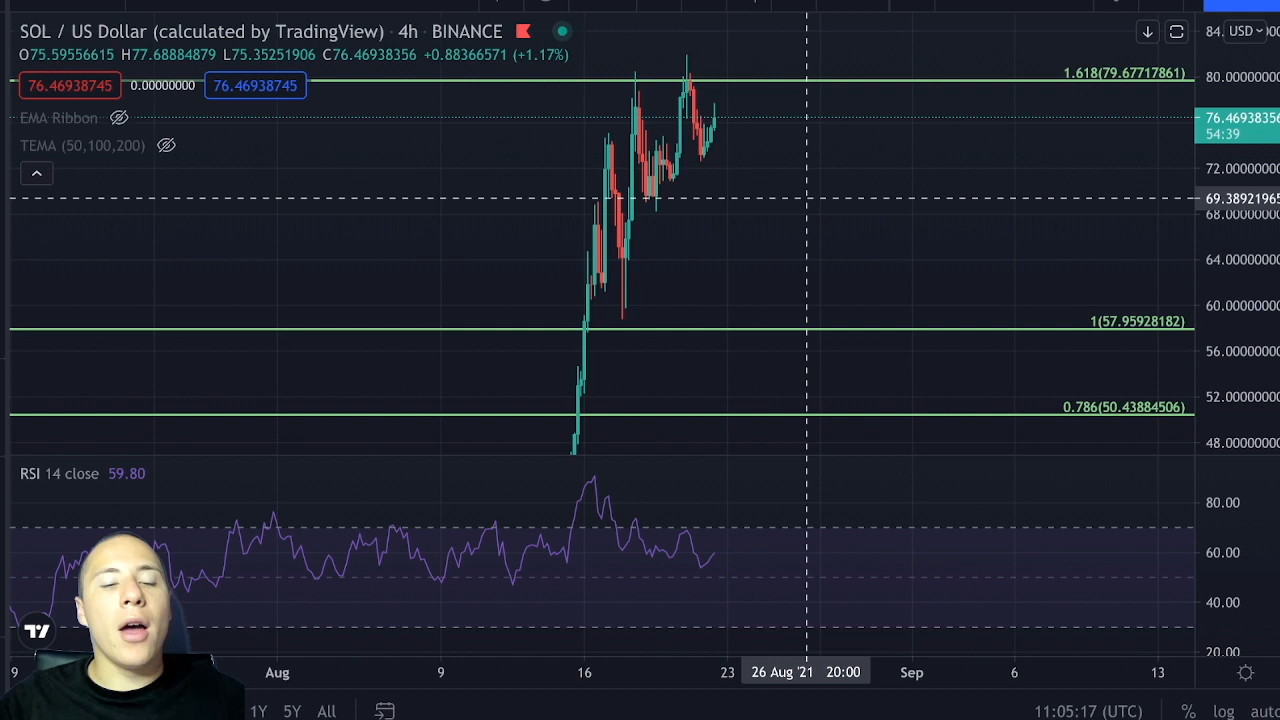 SOL / US Dollar (calculated by TradingView) · 4h · BINANCE
O75.59556615 H77.68884879 L75.35251906 C76.46938356 +0.88366571 (+1.17%)
76.46938745 0.00000000 76.46938745
EMA Ribbon
TEMA (50,100,200)
USD
1.618(79.67717861)
80.00000000
76.46938356
54:39
72.00000000
69.38921965
68.00000000
64.00000000
60.00000000
1(57.95928182)
56.00000000
52.00000000
0.786(50.43884506)
48.00000000
RSI 14 close 59.80
80.00
60.00
40.00
20.00
9 Aug 9 16 23 26 Aug '21 20:00 Sep 6 13
1Y 5Y All 11:05:17 (UTC) % log auto